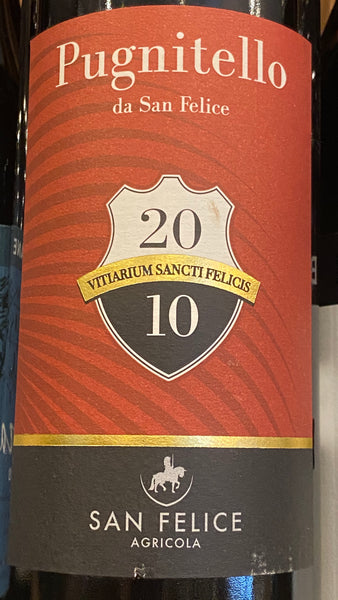 Pugnitello
da San Felice
20
VITIARIUM SANCTI FELICIS
10
SAN FELICE
AGRICOLA